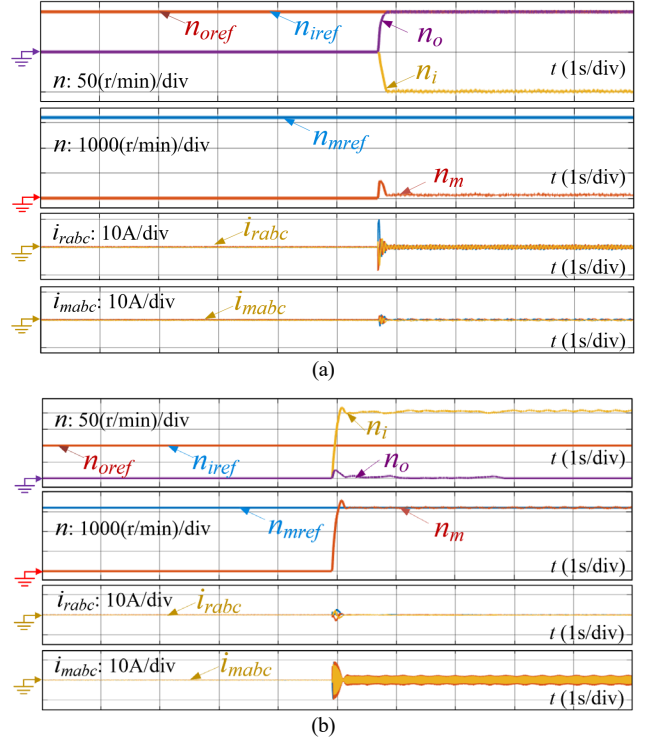 n_oref n_iref n_o
n: 50(r/min)/div n_i t (1s/div)
n: 1000(r/min)/div n_mref
n_m t (1s/div)
i_rabc: 10A/div i_rabc
t (1s/div)
i_mabc: 10A/div i_mabc
t (1s/div)
(a)
n: 50(r/min)/div n_i
n_oref n_iref n_o t (1s/div)
n: 1000(r/min)/div n_mref n_m
t (1s/div)
i_rabc: 10A/div i_rabc
t (1s/div)
i_mabc: 10A/div i_mabc
t (1s/div)
(b)